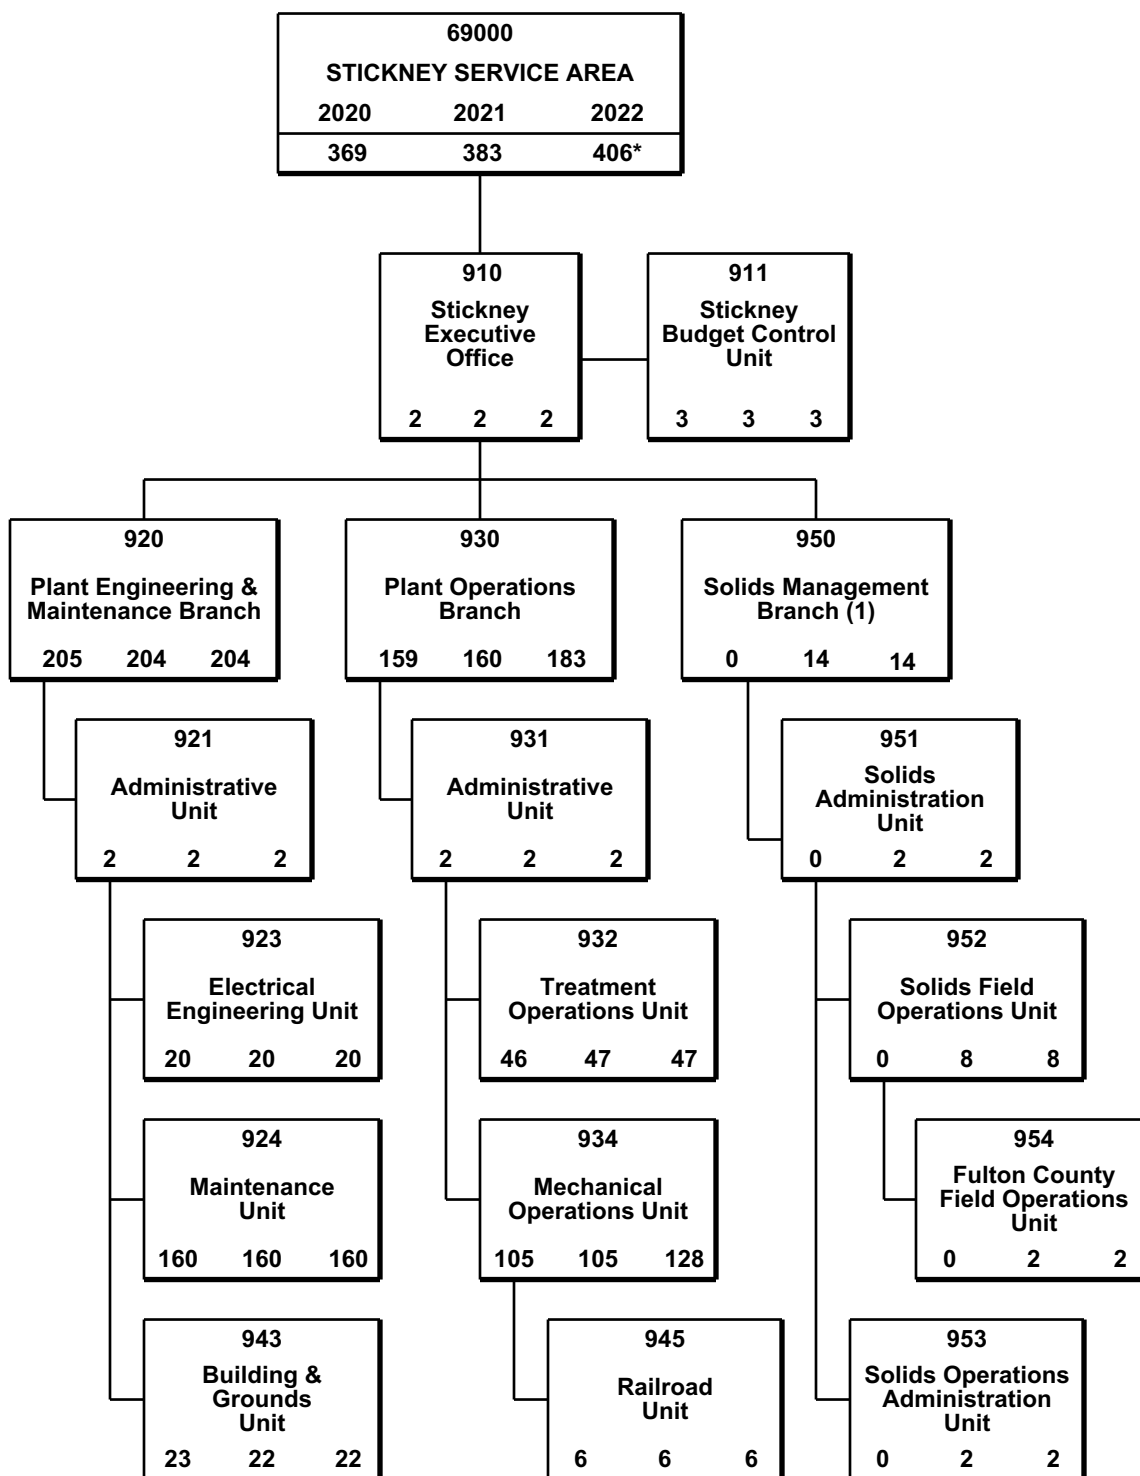 69000
STICKNEY SERVICE AREA
2020 2021 2022
369 383 406*
910
Stickney
Executive
Office
2 2 2
911
Stickney
Budget Control
Unit
3 3 3
920
Plant Engineering &
Maintenance Branch
205 204 204
930
Plant Operations
Branch
159 160 183
950
Solids Management
Branch (1)
0 14 14
921
Administrative
Unit
2 2 2
931
Administrative
Unit
2 2 2
951
Solids
Administration
Unit
0 2 2
923
Electrical
Engineering Unit
20 20 20
932
Treatment
Operations Unit
46 47 47
952
Solids Field
Operations Unit
0 8 8
924
Maintenance
Unit
160 160 160
934
Mechanical
Operations Unit
105 105 128
954
Fulton County
Field Operations
Unit
0 2 2
943
Building &
Grounds
Unit
23 22 22
945
Railroad
Unit
6 6 6
953
Solids Operations
Administration
Unit
0 2 2